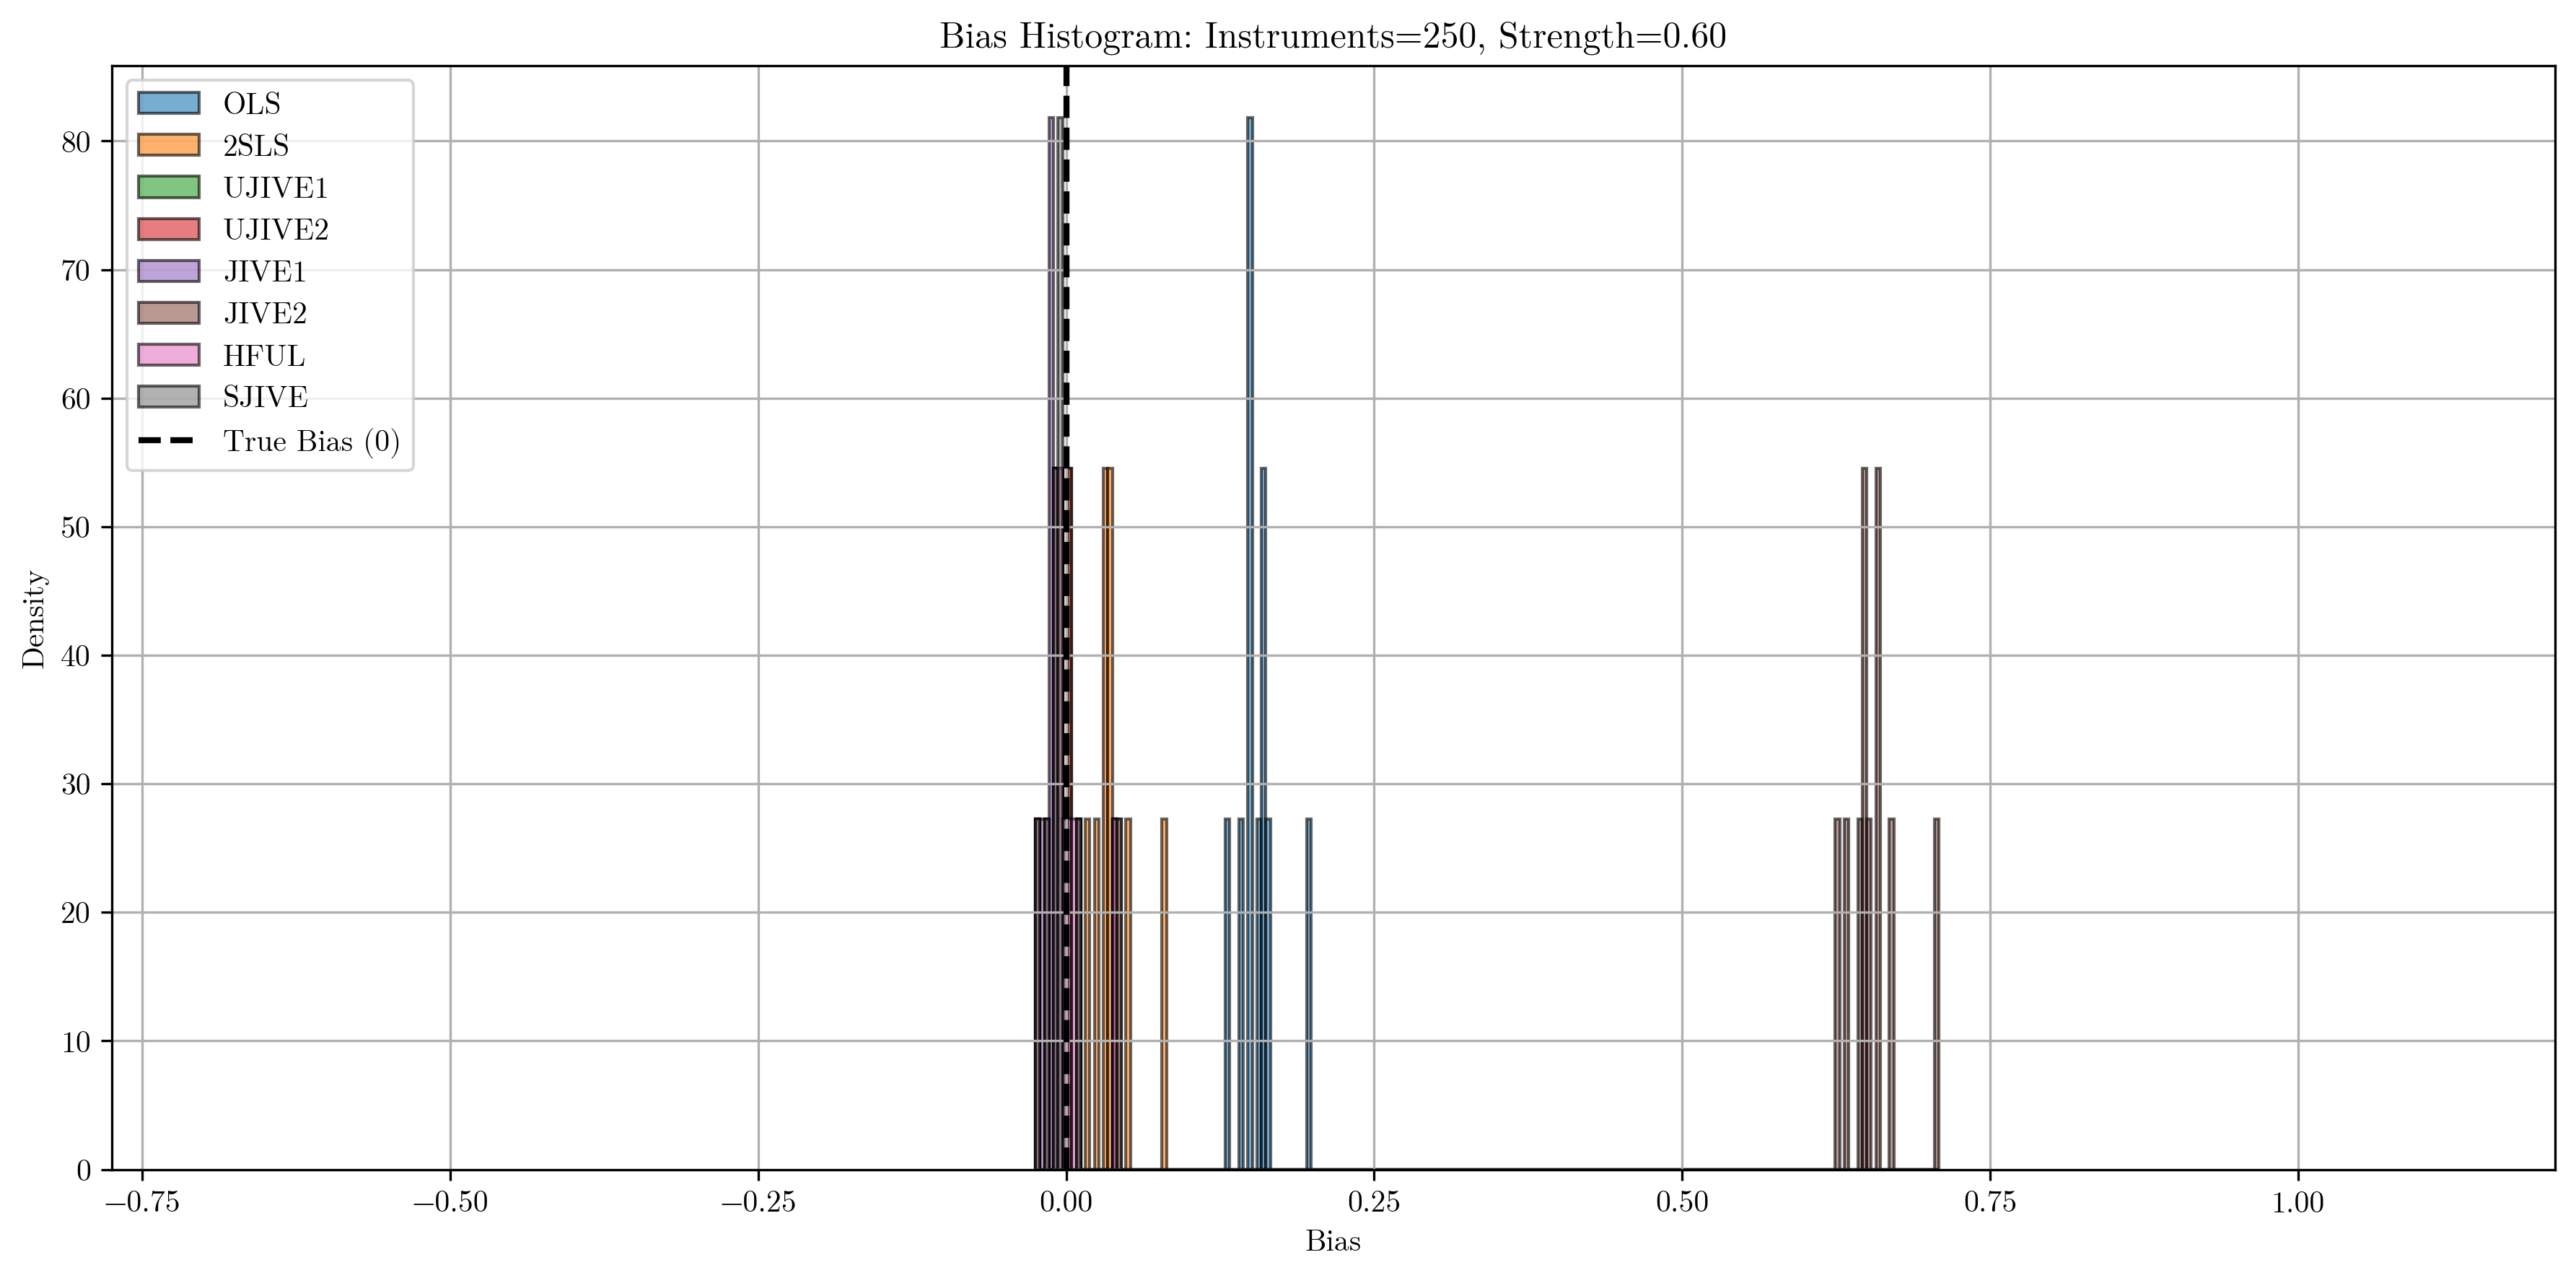 Bias Histogram: Instruments=250, Strength=0.60
OLS
2SLS
UJIVE1
UJIVE2
JIVE1
JIVE2
HFUL
SJIVE
True Bias (0)
Density
80
70
60
50
40
30
20
10
0
−0.75
−0.50
−0.25
0.00
0.25
0.50
0.75
1.00
Bias